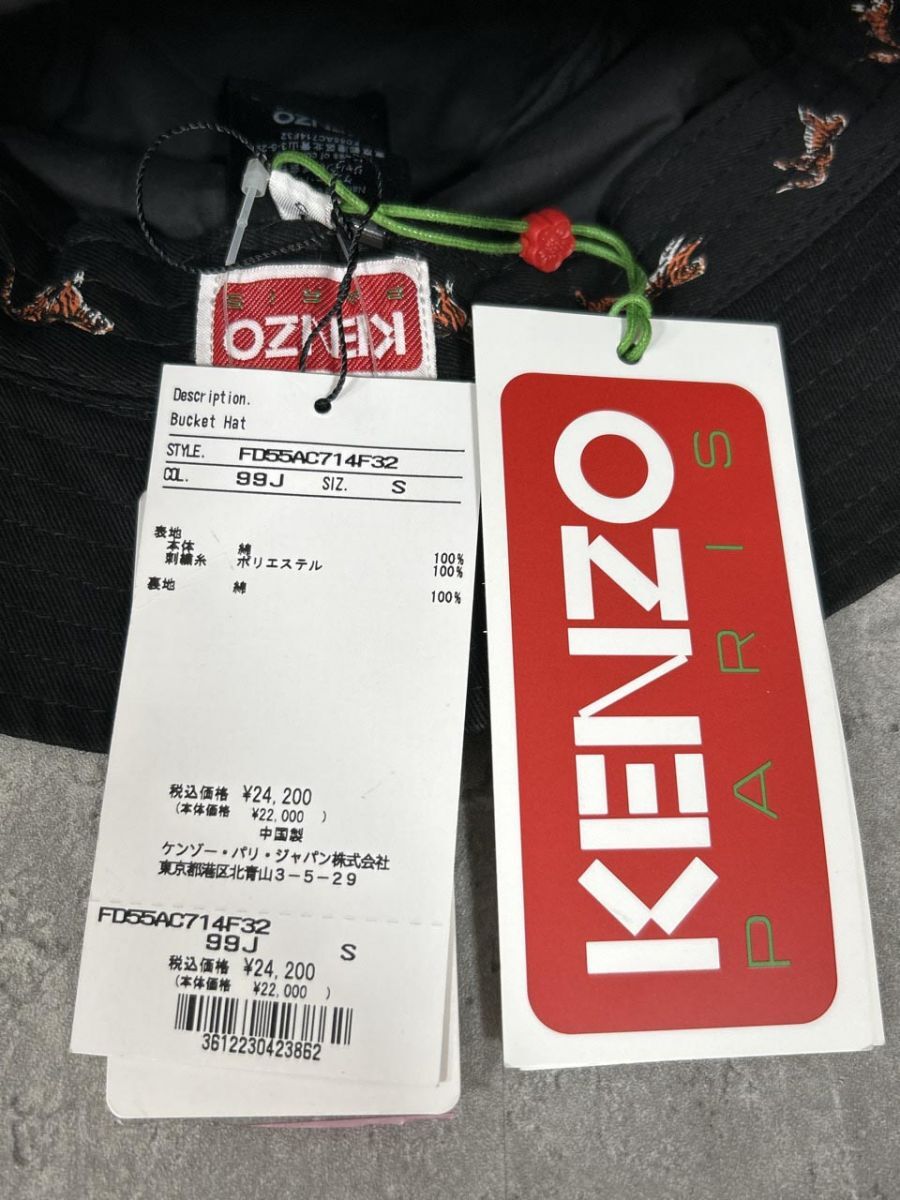 KENZO
FD55AC714F32
PARIS
KENZO
Description.
Bucket Hat
STYLE. FD55AC714F32
COL. 99J SIZ. S
表地
本体 綿 100%
刺繍糸 ポリエステル 100%
裏地 綿 100%
税込価格 ¥24,200
(本体価格 ¥22,000 )
中国製
ケンゾー・パリ・ジャパン株式会社
東京都港区北青山3-5-29
FD55AC714F32
99J S
税込価格 ¥24,200
(本体価格 ¥22,000 )
3612230423862
KENZO
PARIS